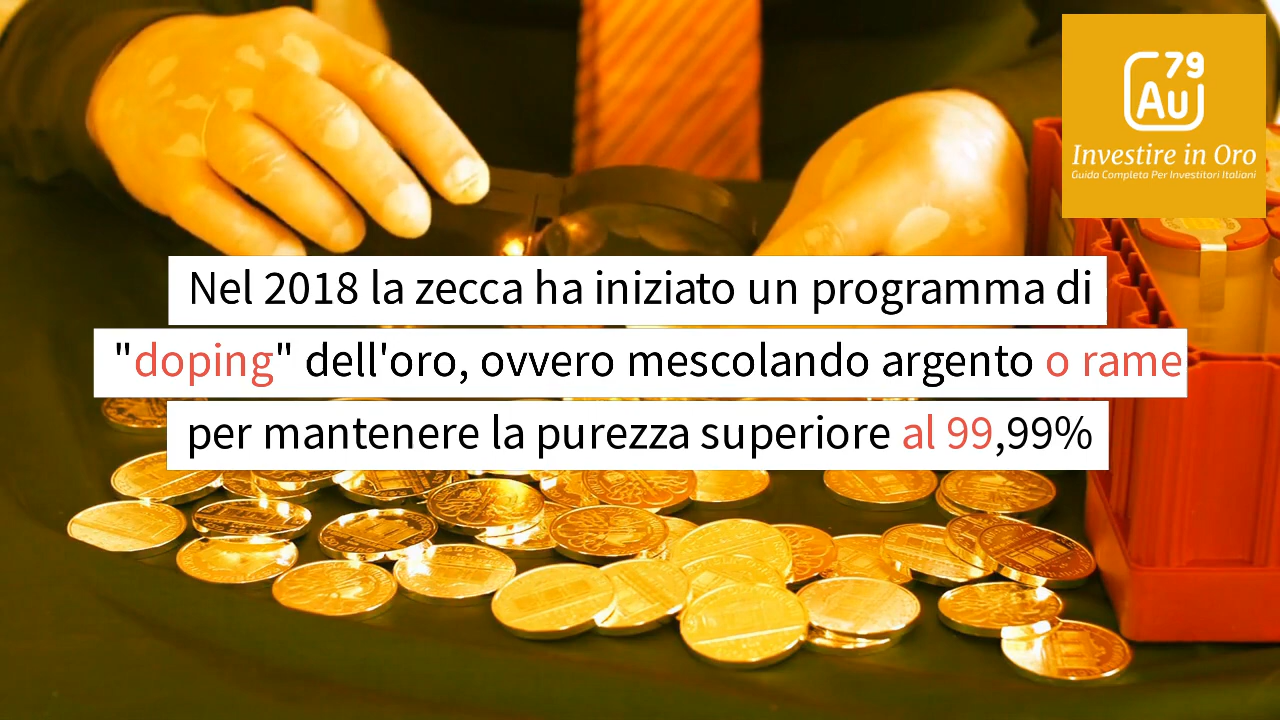 79
Au
Investire in Oro
Guida Completa Per Investitori Italiani
Nel 2018 la zecca ha iniziato un programma di
"doping" dell'oro, ovvero mescolando argento o rame
per mantenere la purezza superiore al 99,99%